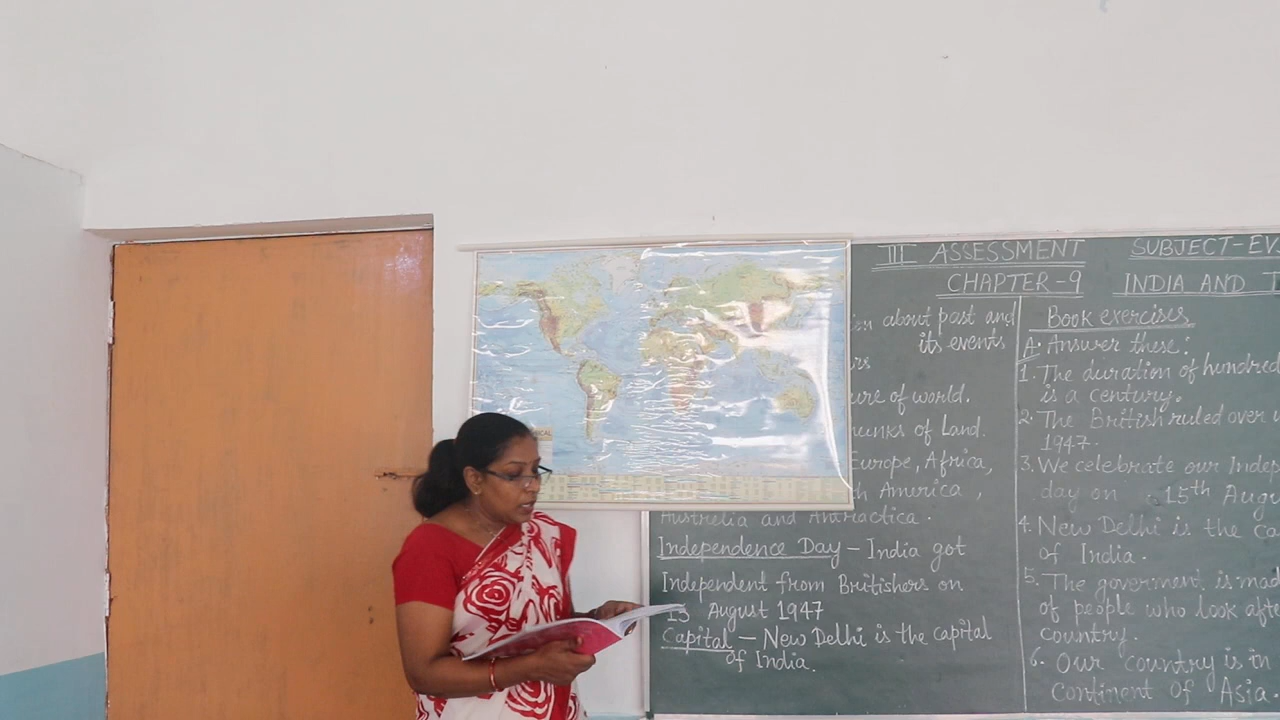 III ASSESSMENT SUBJECT-EV
CHAPTER-9 INDIA AND
about past and
its events
of world.
of Land.
Europe, Africa,
America,
Australia and Antractica.
Independence Day – India got
Independent from Britishers on
15 August 1947
Capital – New Delhi is the capital
of India.
Book exercises
A. Answer these:
1. The duration of hundred
is a century.
2. The British ruled over
1947.
3. We celebrate our Indep
day on 15th Augu
4. New Delhi is the Ca
of India.
5. The goverment is mad
of people who look afte
country.
6. Our country is in
Continent Of Asia.